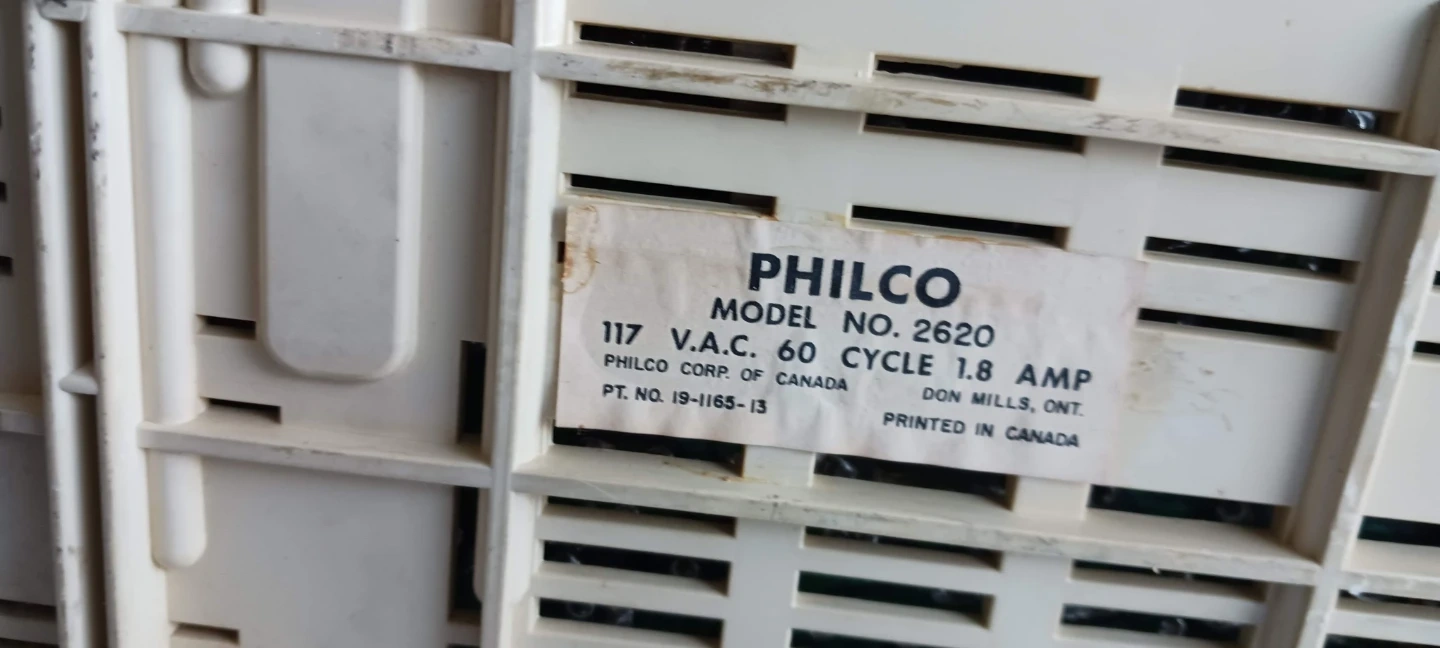 PHILCO
MODEL NO. 2620
117 V.A.C. 60 CYCLE 1.8 AMP
PHILCO CORP. OF CANADA DON MILLS, ONT.
PT. NO. 19-1165-13 PRINTED IN CANADA